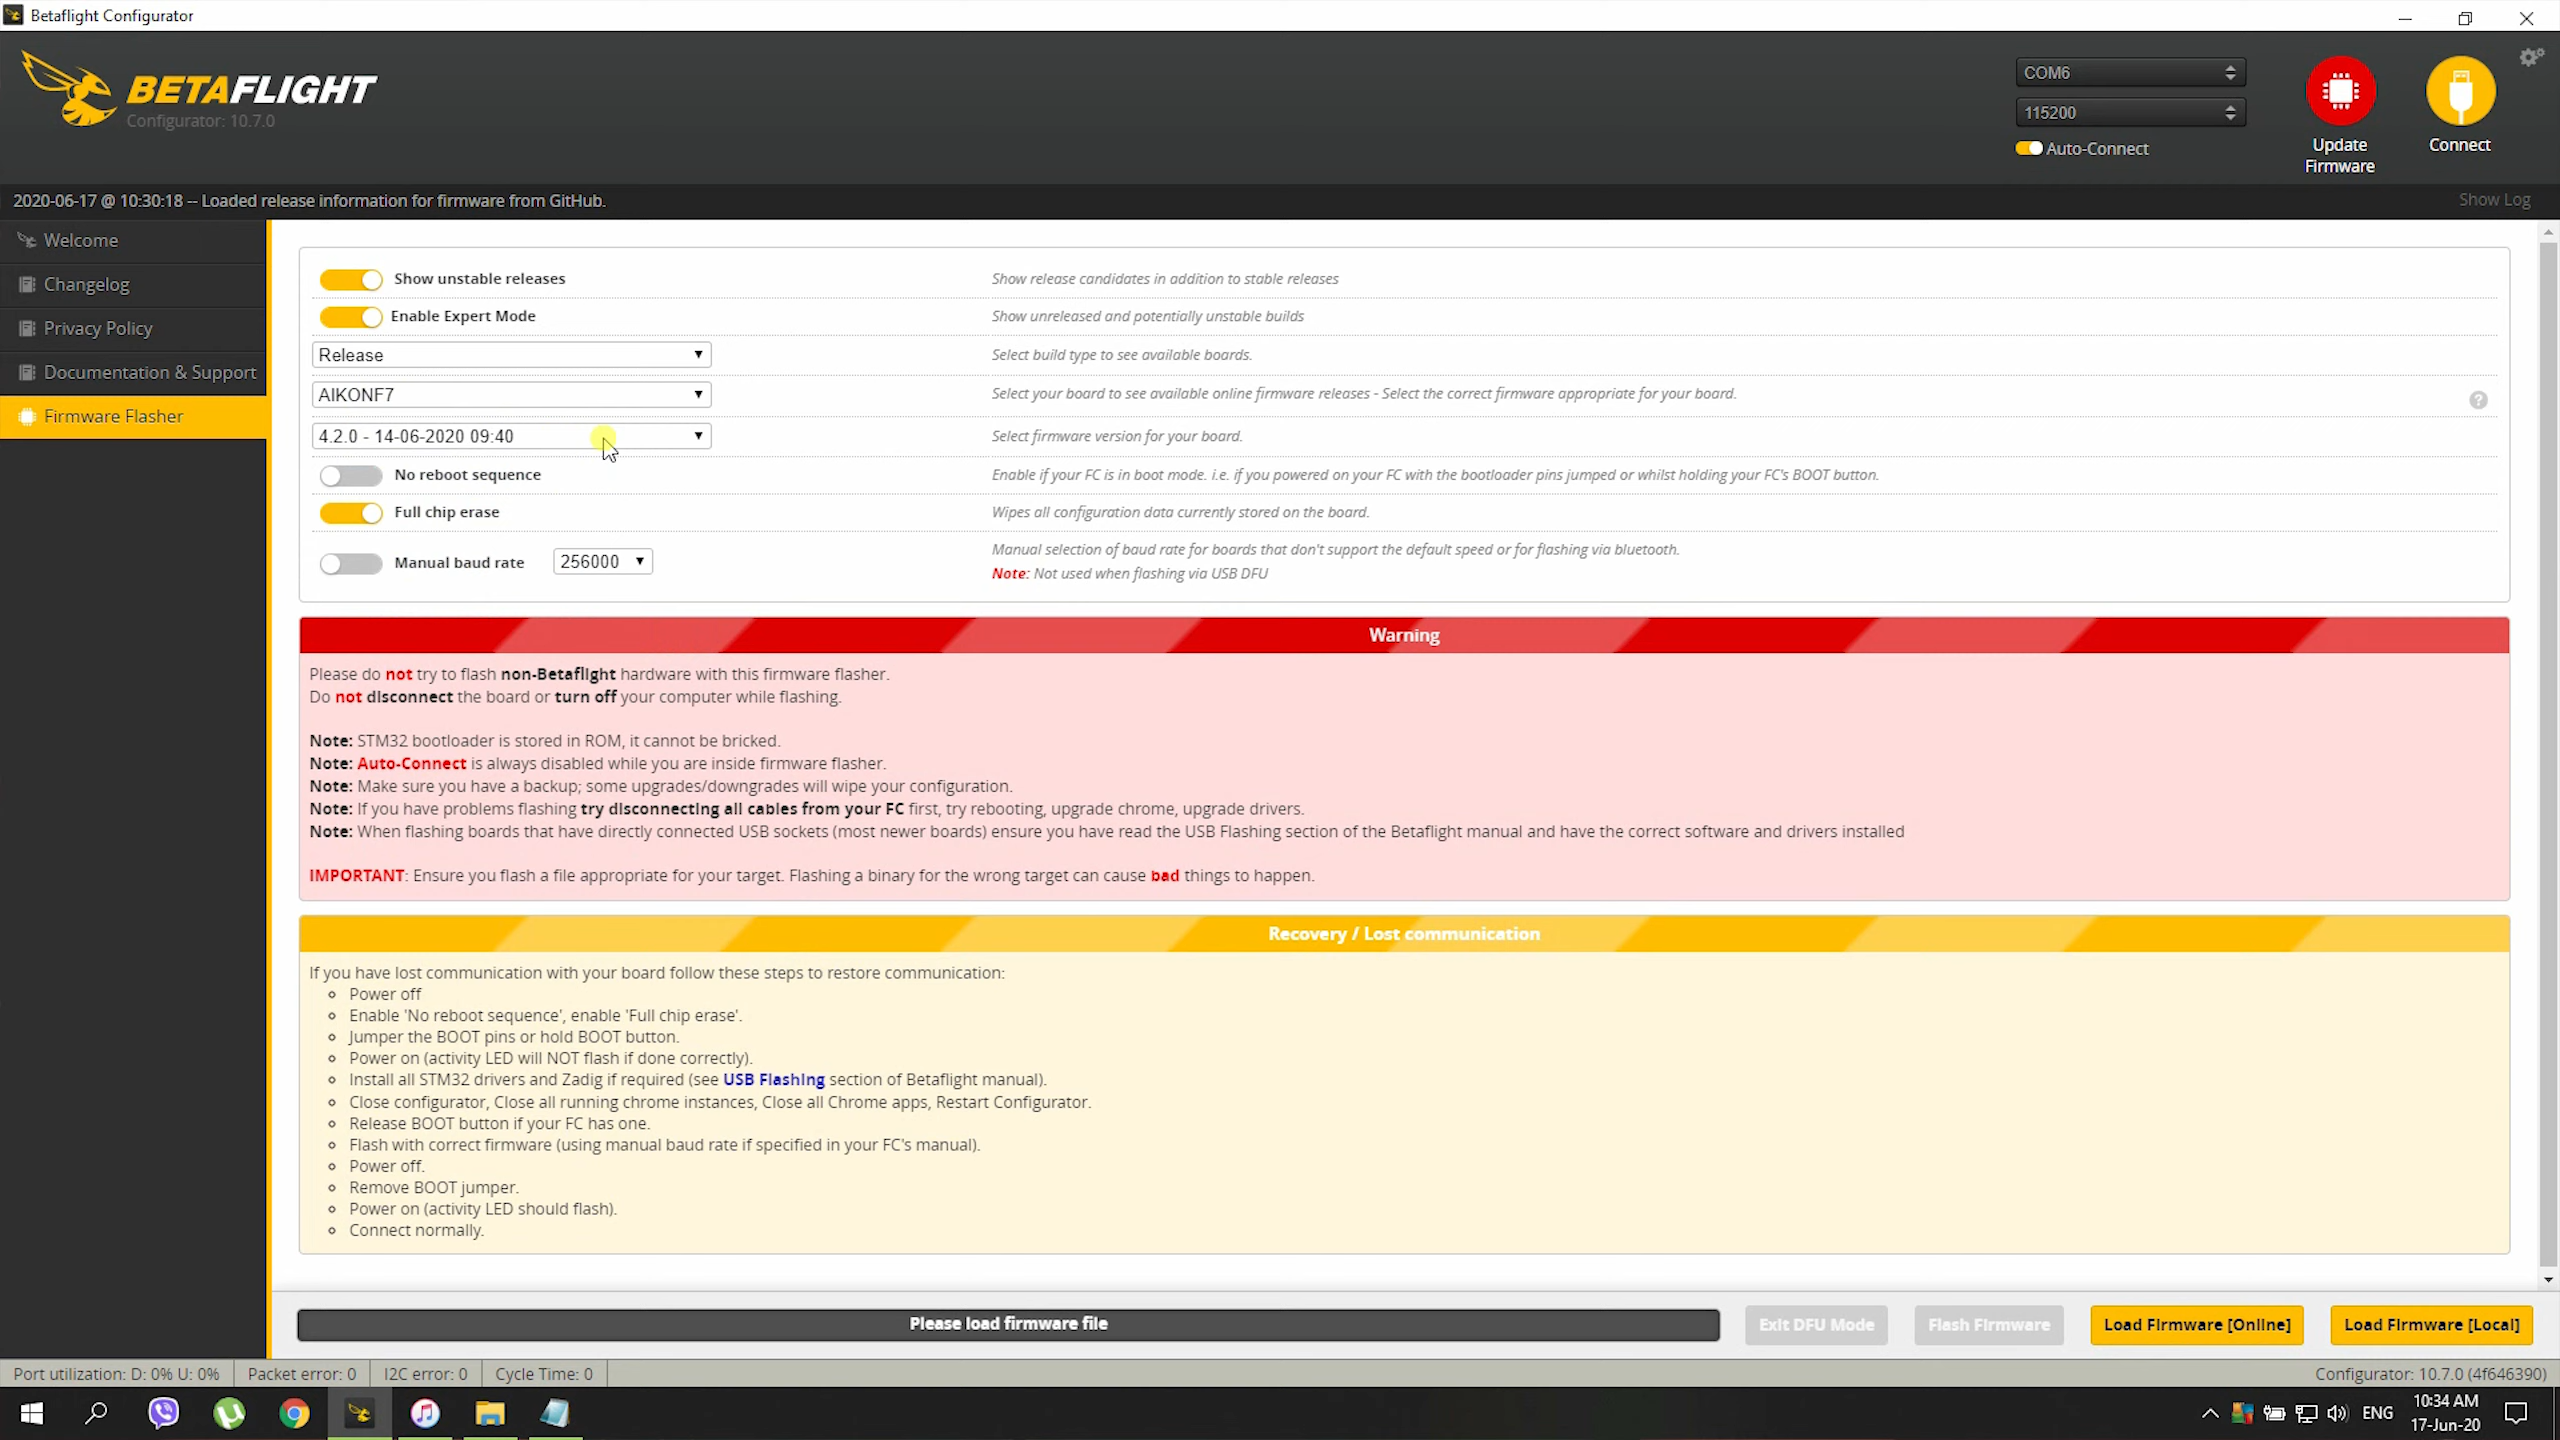 Betaflight Configurator
BETAFLIGHT
Configurator: 10.7.0
COM6
115200
Auto-Connect
Update
Firmware
Connect
2020-06-17 @ 10:30:18 -- Loaded release information for firmware from GitHub.
Show Log
Welcome
Changelog
Privacy Policy
Documentation & Support
Firmware Flasher
Show unstable releases
Show release candidates in addition to stable releases
Enable Expert Mode
Show unreleased and potentially unstable builds
Release
Select build type to see available boards.
AIKONF7
Select your board to see available online firmware releases - Select the correct firmware appropriate for your board.
?
4.2.0 - 14-06-2020 09:40
Select firmware version for your board.
No reboot sequence
Enable if your FC is in boot mode. i.e. if you powered on your FC with the bootloader pins jumped or whilst holding your FC's BOOT button.
Full chip erase
Wipes all configuration data currently stored on the board.
Manual baud rate
256000
Manual selection of baud rate for boards that don't support the default speed or for flashing via bluetooth.
Note: Not used when flashing via USB DFU
Warning
Please do not try to flash non-Betaflight hardware with this firmware flasher.
Do not disconnect the board or turn off your computer while flashing.
Note: STM32 bootloader is stored in ROM, it cannot be bricked.
Note: Auto-Connect is always disabled while you are inside firmware flasher.
Note: Make sure you have a backup; some upgrades/downgrades will wipe your configuration.
Note: If you have problems flashing try disconnecting all cables from your FC first, try rebooting, upgrade chrome, upgrade drivers.
Note: When flashing boards that have directly connected USB sockets (most newer boards) ensure you have read the USB Flashing section of the Betaflight manual and have the correct software and drivers installed
IMPORTANT: Ensure you flash a file appropriate for your target. Flashing a binary for the wrong target can cause bad things to happen.
Recovery / Lost communication
If you have lost communication with your board follow these steps to restore communication:
Power off
Enable 'No reboot sequence', enable 'Full chip erase'.
Jumper the BOOT pins or hold BOOT button.
Power on (activity LED will NOT flash if done correctly).
Install all STM32 drivers and Zadig if required (see USB Flashing section of Betaflight manual).
Close configurator, Close all running chrome instances, Close all Chrome apps, Restart Configurator.
Release BOOT button if your FC has one.
Flash with correct firmware (using manual baud rate if specified in your FC's manual).
Power off.
Remove BOOT jumper.
Power on (activity LED should flash).
Connect normally.
Please load firmware file
Exit DFU Mode
Flash Firmware
Load Firmware [Online]
Load Firmware [Local]
Port utilization: D: 0% U: 0%
Packet error: 0
I2C error: 0
Cycle Time: 0
Configurator: 10.7.0 (4f646390)
ENG
10:34 AM
17-Jun-20